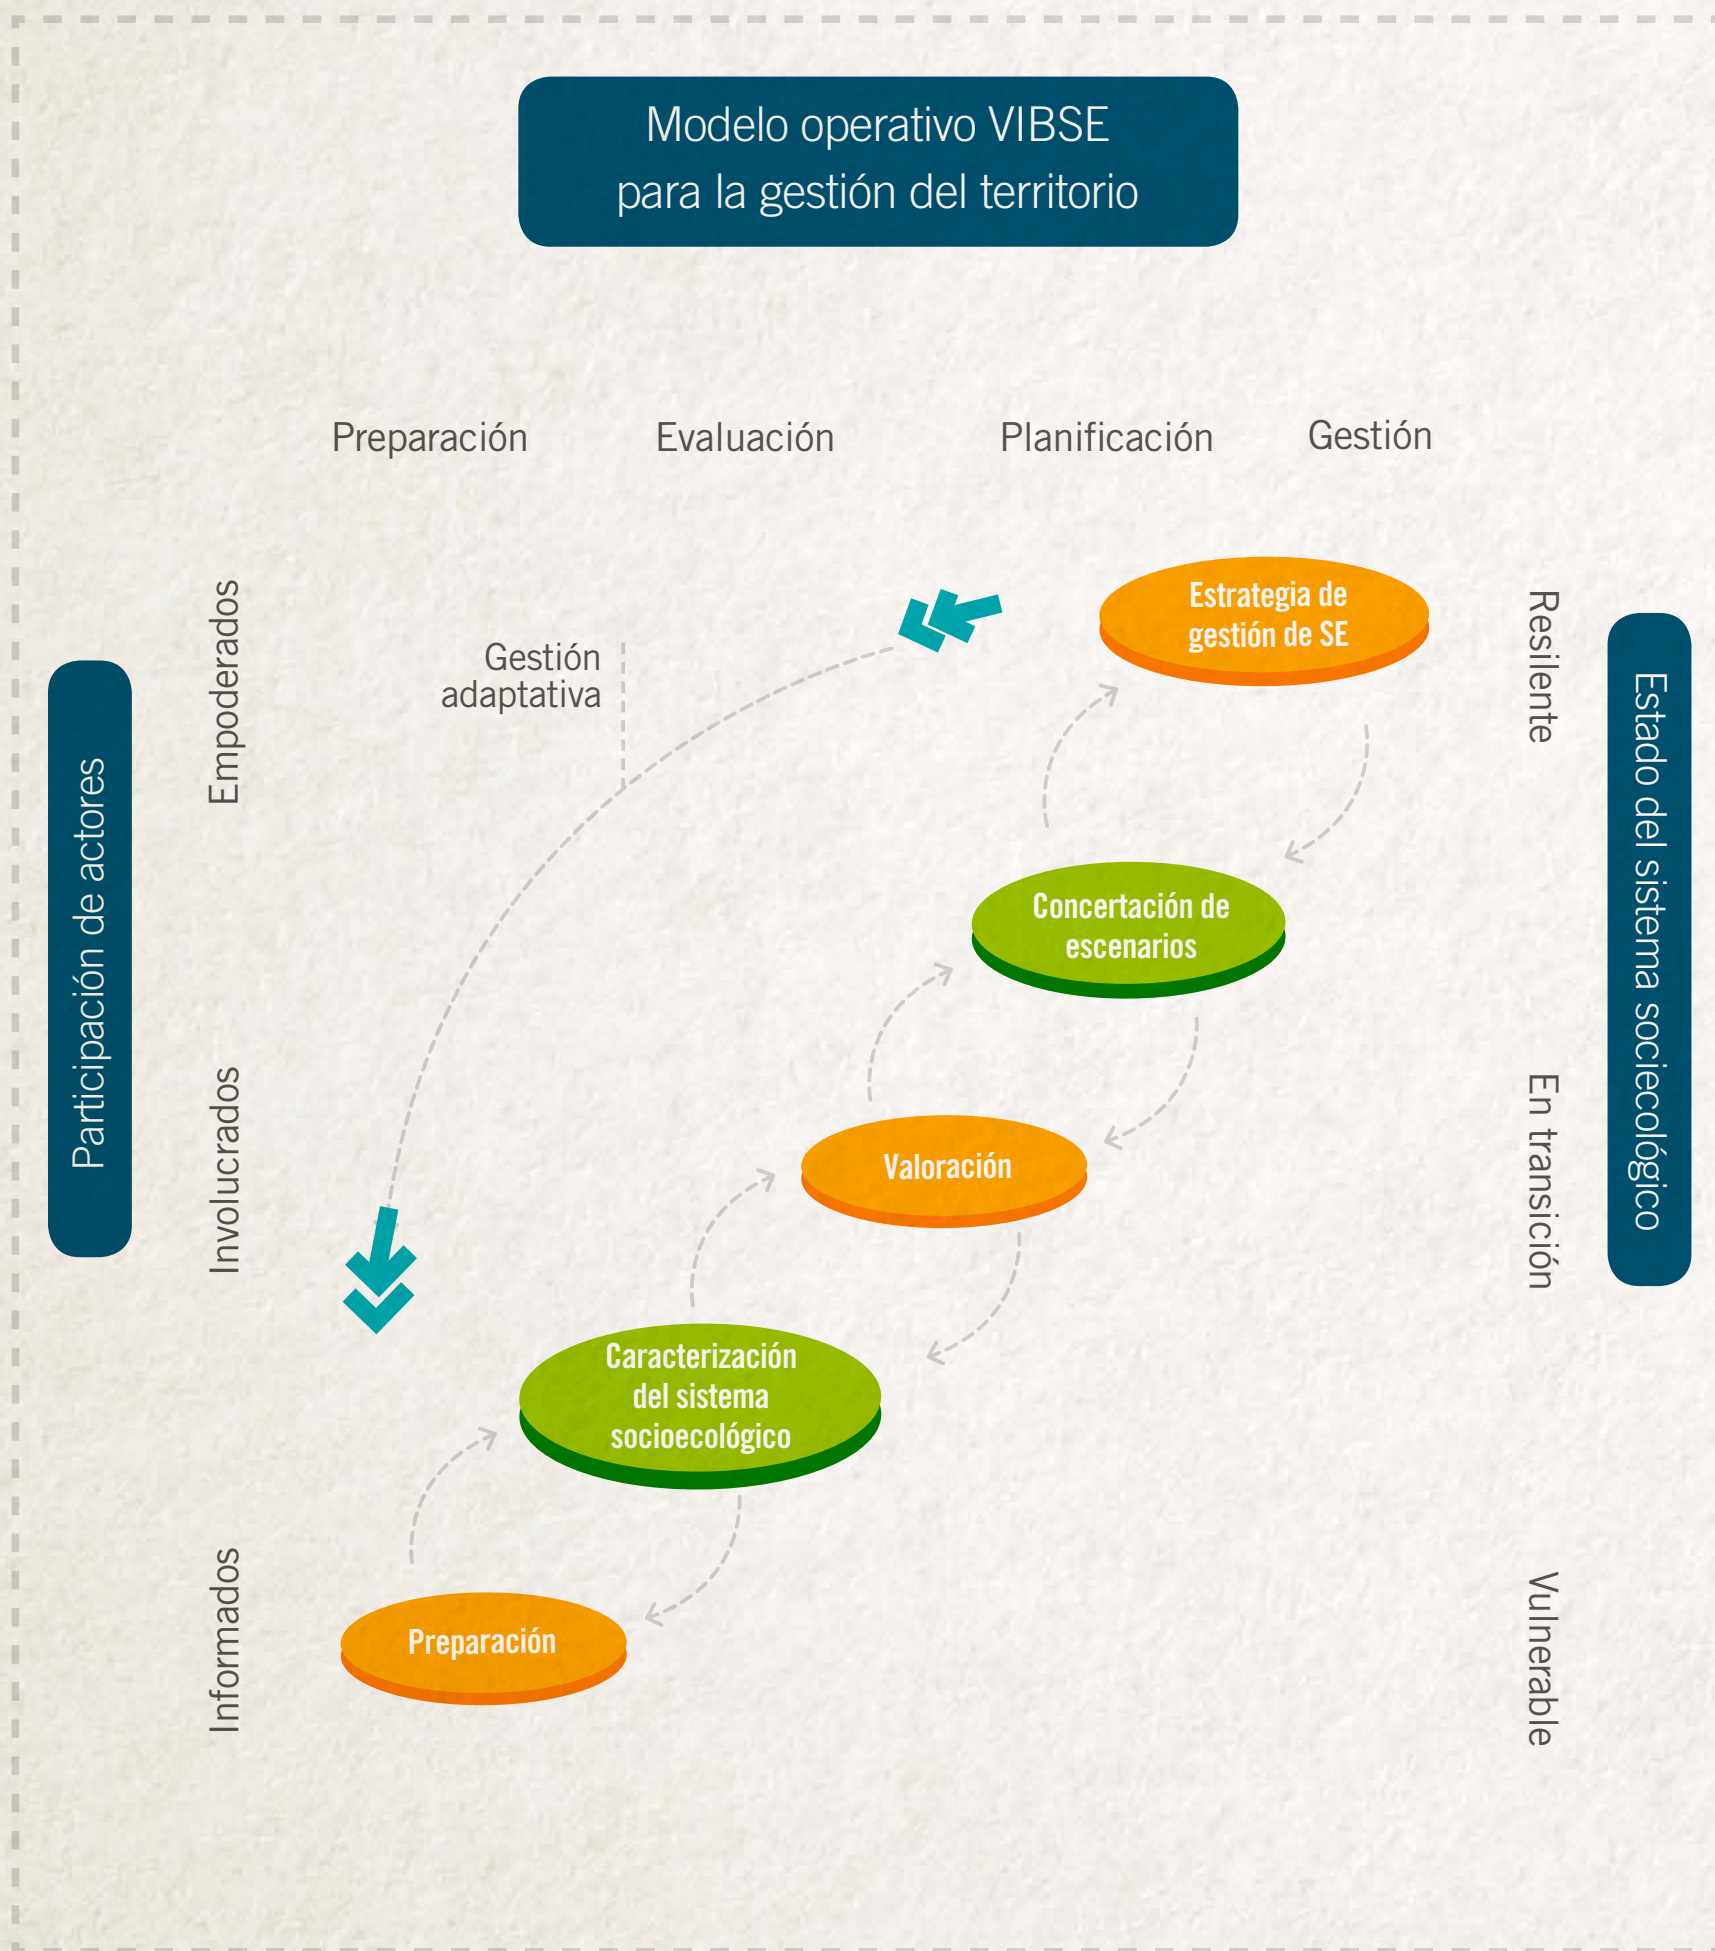 Modelo operativo VIBSE
para la gestión del territorio
Preparación
Evaluación
Planificación
Gestión
Participación de actores
Empoderados
Involucrados
Informados
Gestión
adaptativa
Estrategia de
gestión de SE
Concertación de
escenarios
Valoración
Caracterización
del sistema
socioecológico
Preparación
Resilente
En transición
Vulnerable
Estado del sistema sociecológico